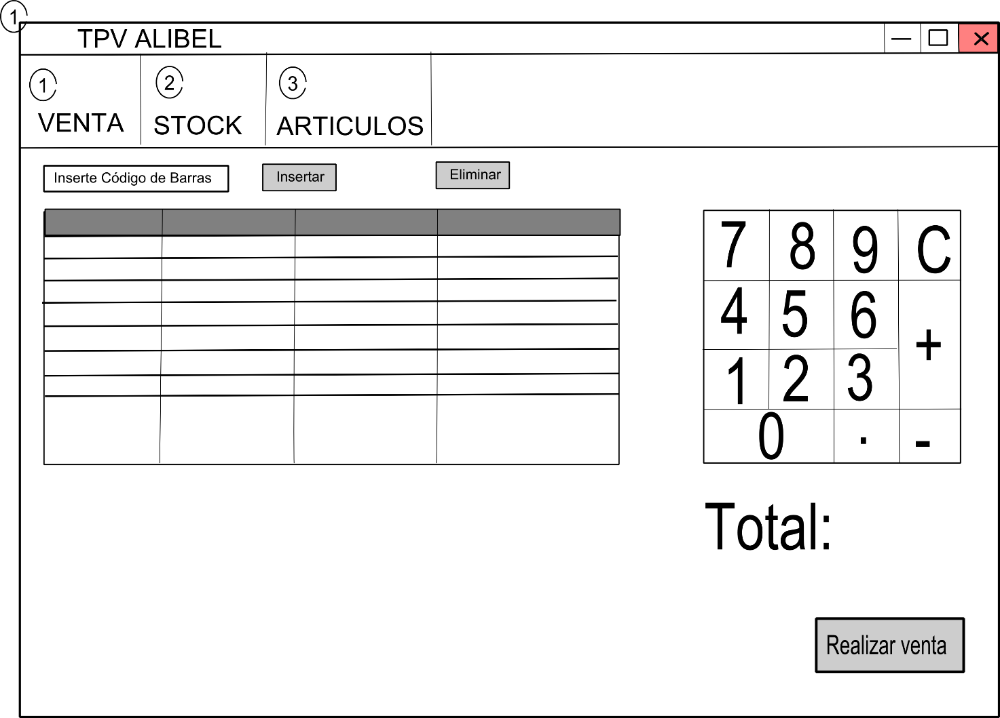 1
TPV ALIBEL
1 2 3
VENTA STOCK ARTICULOS
Inserte Código de Barras Insertar Eliminar
7 8 9 C
4 5 6 +
1 2 3
0 . -
Total:
Realizar venta